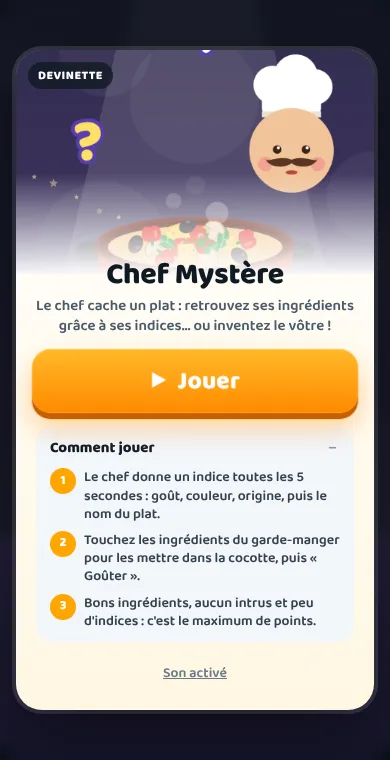 DEVINETTE
?
Chef Mystère
Le chef cache un plat : retrouvez ses ingrédients
grâce à ses indices… ou inventez le vôtre !
▶ Jouer
Comment jouer –
1 Le chef donne un indice toutes les 5
secondes : goût, couleur, origine, puis le
nom du plat.
2 Touchez les ingrédients du garde-manger
pour les mettre dans la cocotte, puis «
Goûter ».
3 Bons ingrédients, aucun intrus et peu
d'indices : c'est le maximum de points.
Son activé